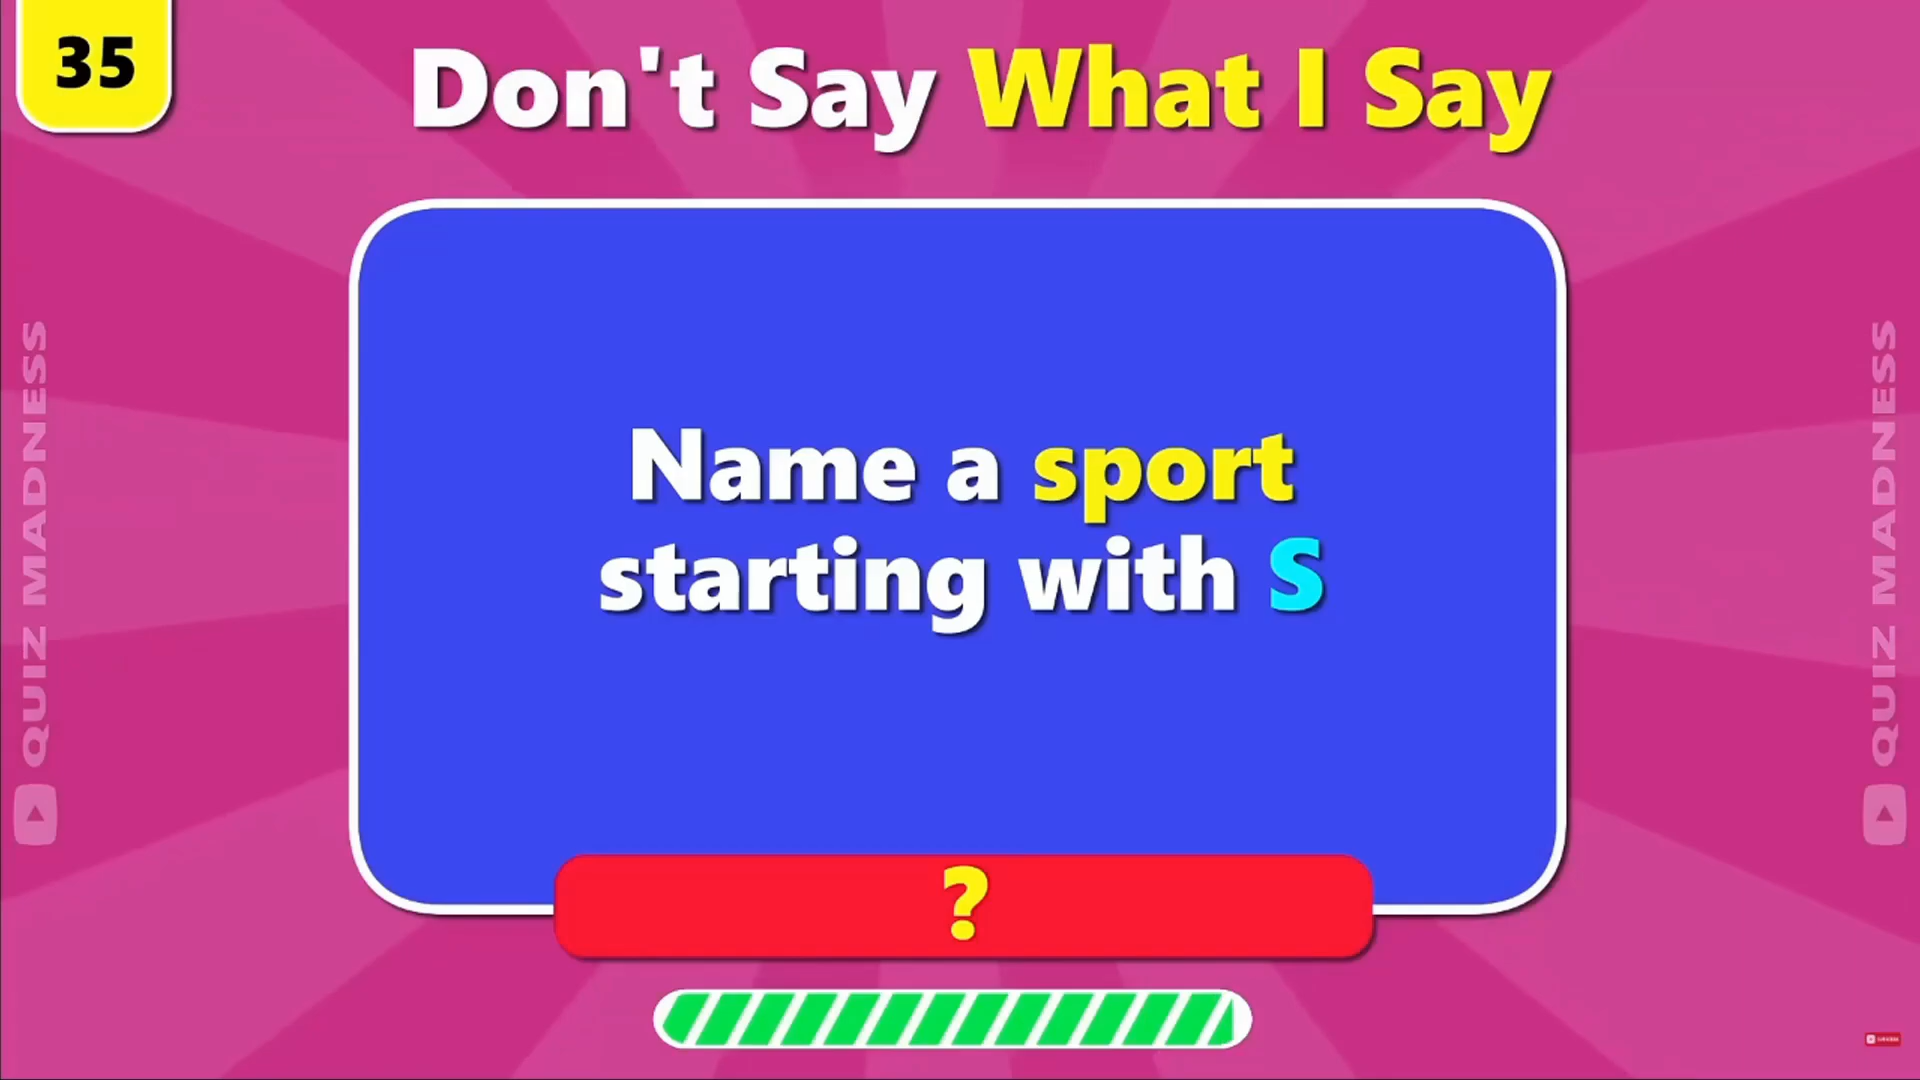 35
Don't Say What I Say
Name a sport
starting with S
?
QUIZ MADNESS
QUIZ MADNESS